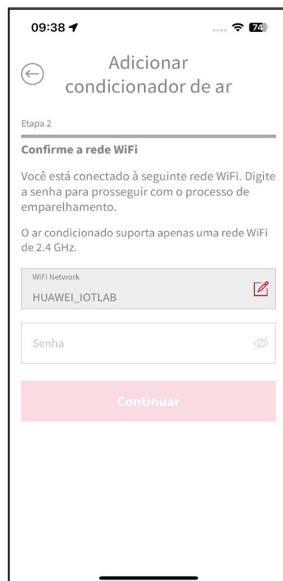 09:38
74
Adicionar
condicionador de ar
Etapa 2
Confirme a rede WiFi
Você está conectado à seguinte rede WiFi. Digite
a senha para prosseguir com o processo de
emparelhamento.
O ar condicionado suporta apenas uma rede WiFi
de 2.4 GHz.
WiFi Network
HUAWEI_IOTLAB
Senha
Continuar